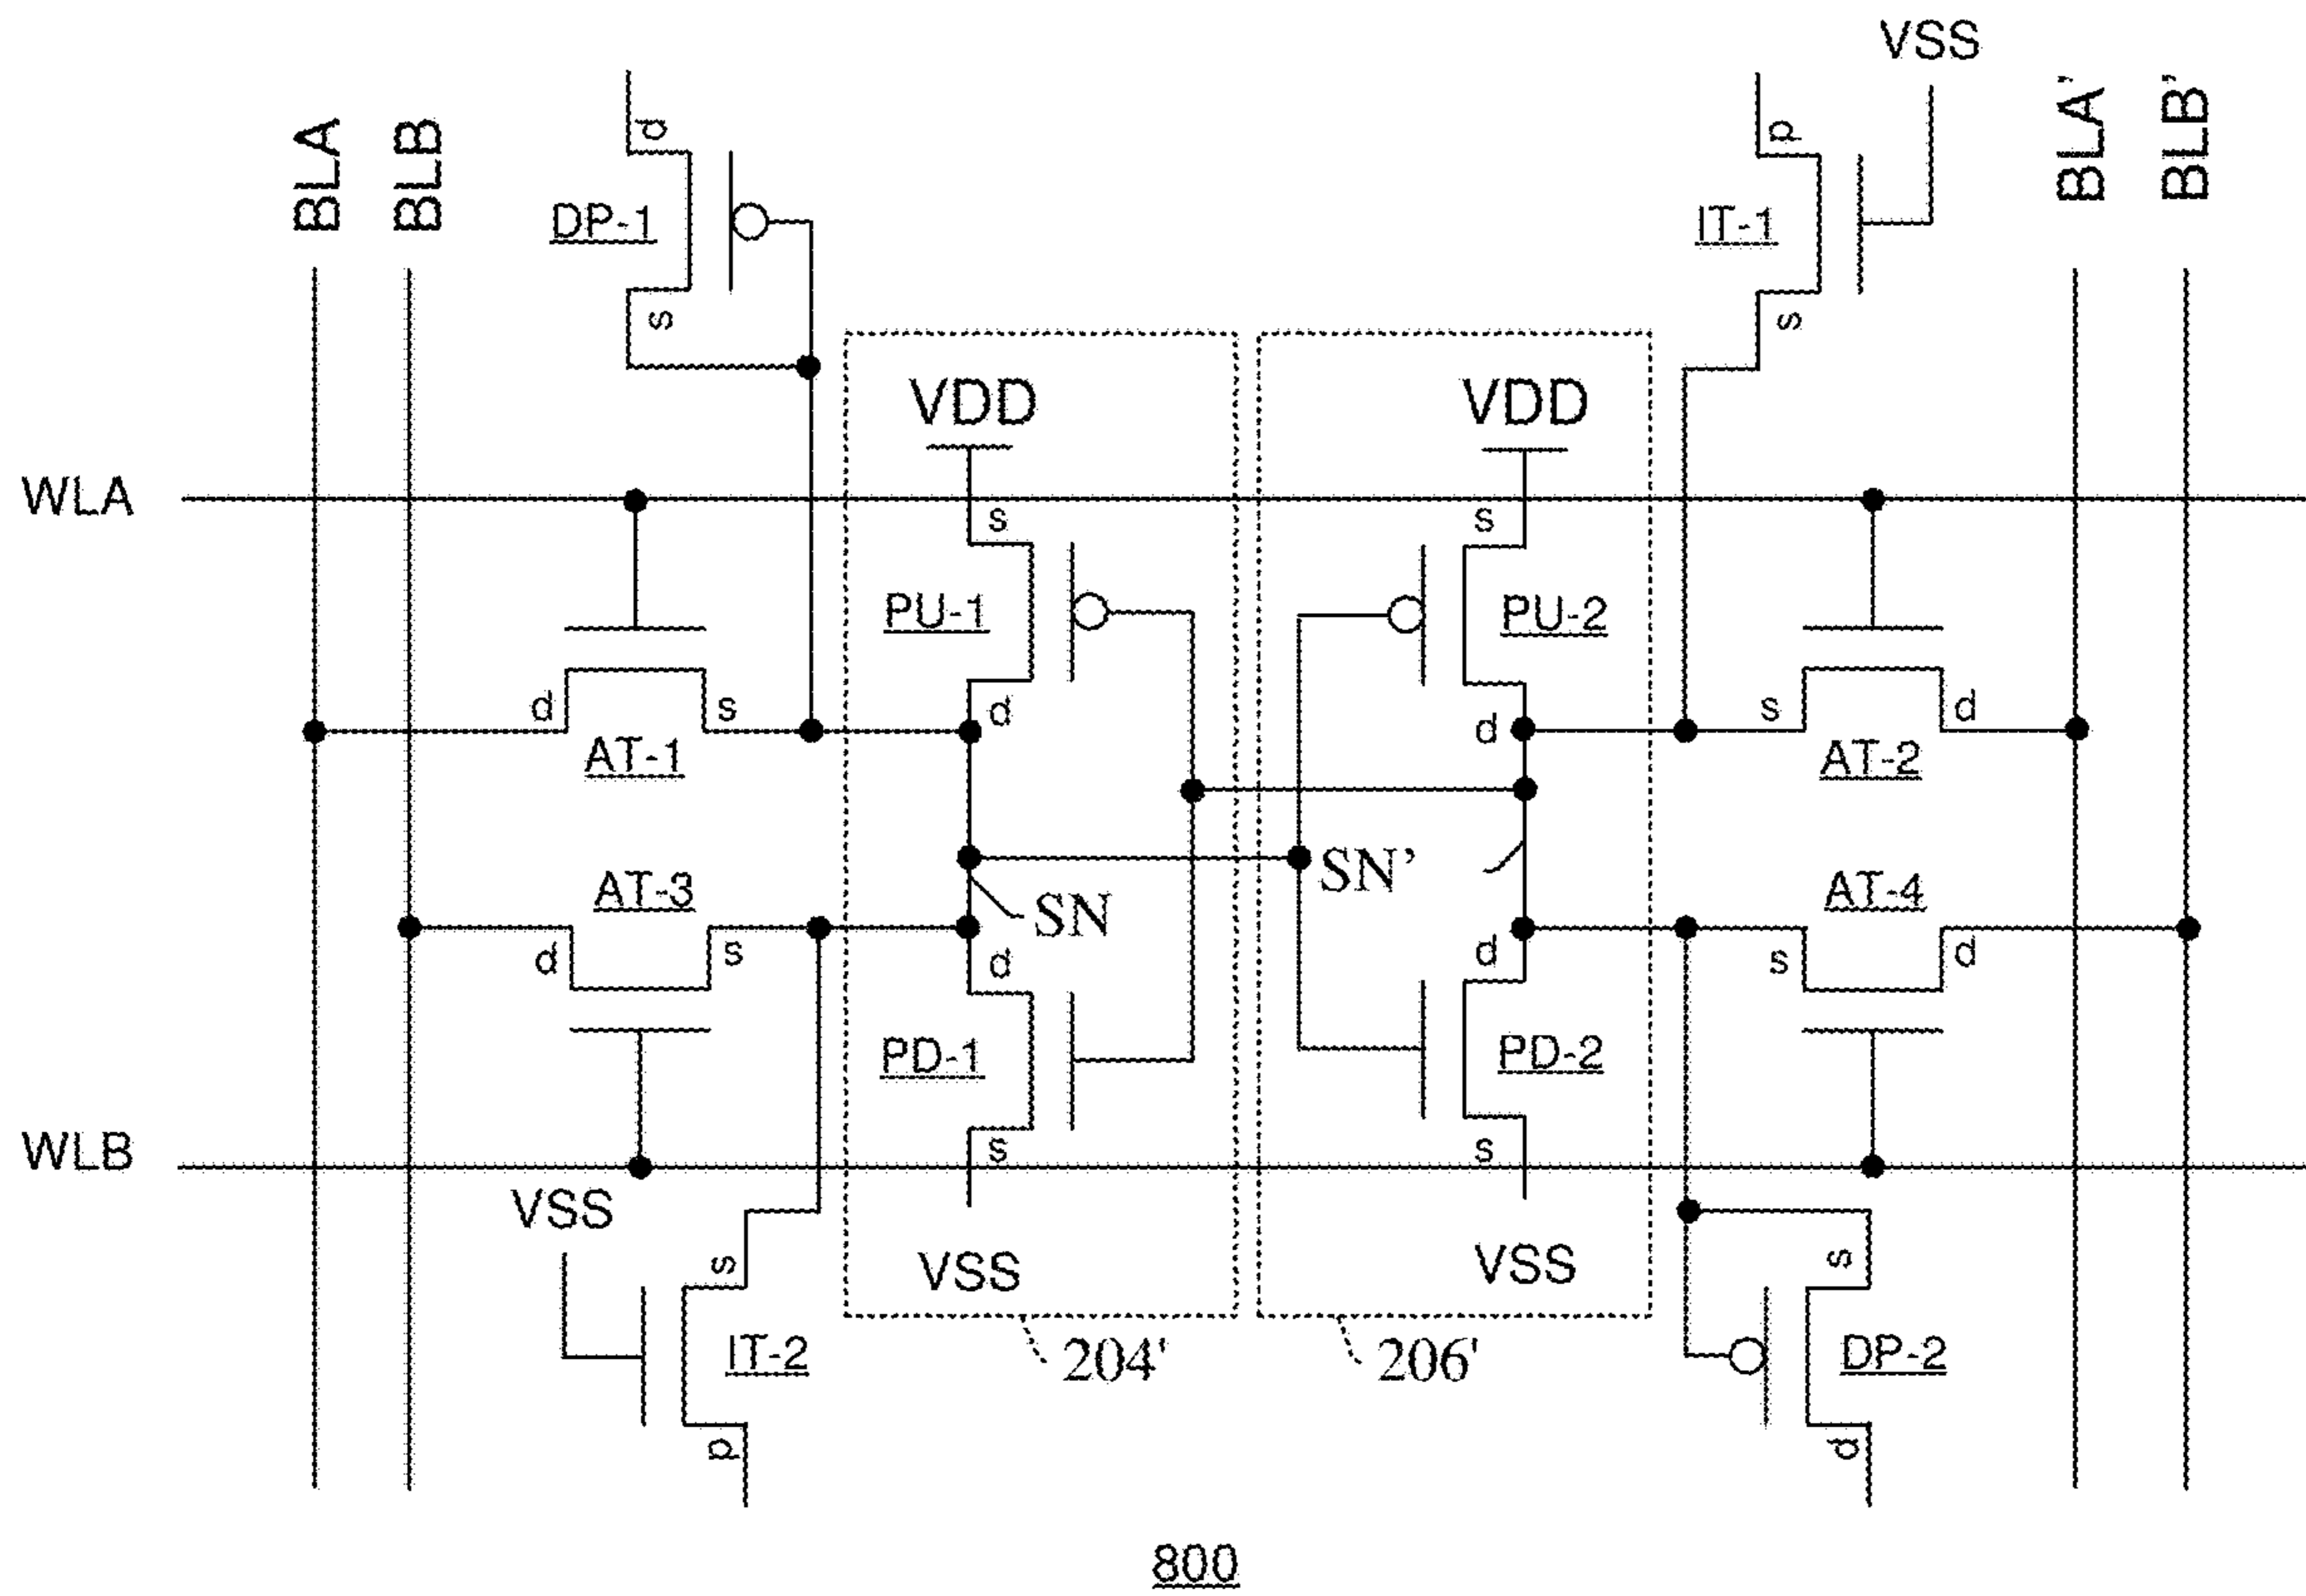 VSS
BLA
BLB
BLA'
BLB'
d
d
DP-1
IT-1
s
s
VDD
VDD
WLA
s
s
PU-1
PU-2
d
s
d
d
s
d
AT-1
AT-2
SN'
AT-3
AT-4
SN
d
s
d
d
s
d
PD-1
PD-2
WLB
s
s
VSS
s
VSS
VSS
s
IT-2
204'
206'
DP-2
d
d
800